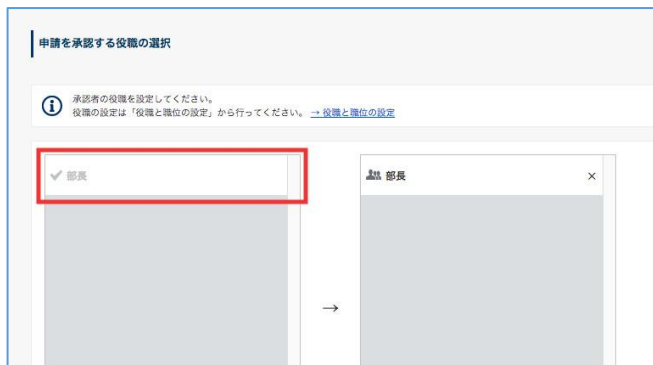 申請を承認する役職の選択
承認者の役職を設定してください。
役職の設定は「役職と職位の設定」から行ってください。 → 役職と職位の設定
部長
部長 ×
→